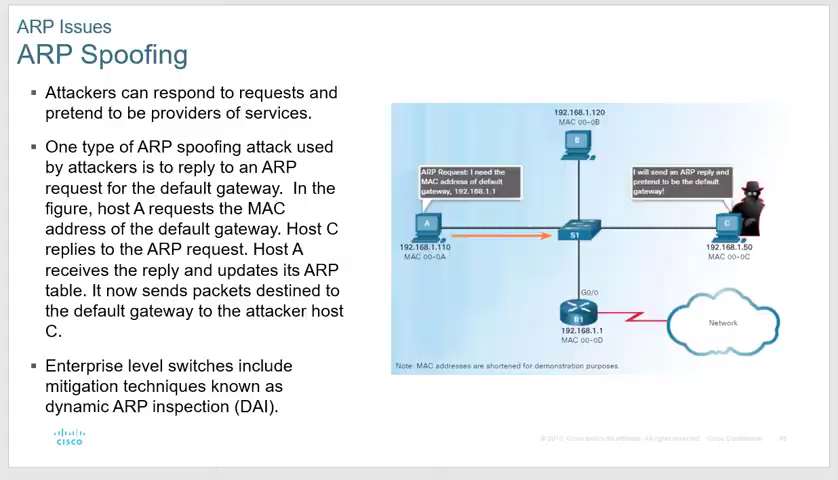 ARP Issues
ARP Spoofing
▪ Attackers can respond to requests and
pretend to be providers of services.
▪ One type of ARP spoofing attack used
by attackers is to reply to an ARP
request for the default gateway.  In the
figure, host A requests the MAC
address of the default gateway. Host C
replies to the ARP request. Host A
receives the reply and updates its ARP
table. It now sends packets destined to
the default gateway to the attacker host
C.
▪ Enterprise level switches include
mitigation techniques known as
dynamic ARP inspection (DAI).
192.168.1.120
MAC 00-0B
B
ARP Request: I need the
MAC address of default
gateway, 192.168.1.1
I will send an ARP reply and
pretend to be the default
gateway!
A
S1
C
192.168.1.110
MAC 00-0A
192.168.1.50
MAC 00-0C
G0/0
R1
192.168.1.1
MAC 00-0D
Network
Note: MAC addresses are shortened for demonstration purposes.
CISCO
All rights reserved.
Cisco Confidential